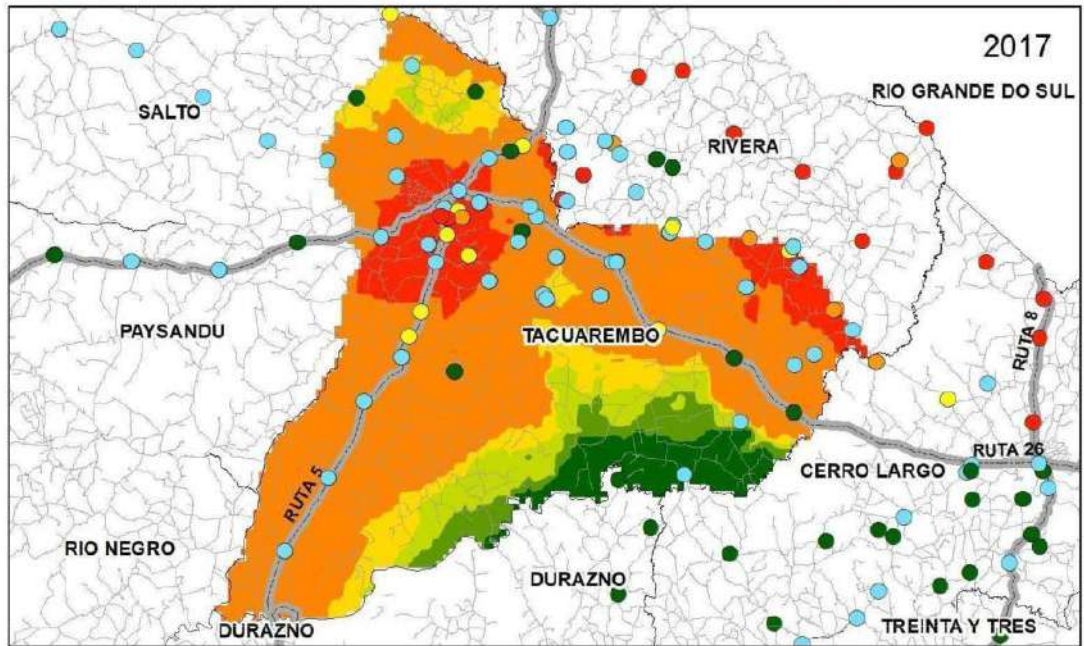 2017
RIO GRANDE DO SUL
SALTO
RIVERA
PAYSANDU
TACUAREMBO
RUTA 8
RUTA 26
CERRO LARGO
RUTA 5
RIO NEGRO
DURAZNO
DURAZNO
TREINTA Y TRES